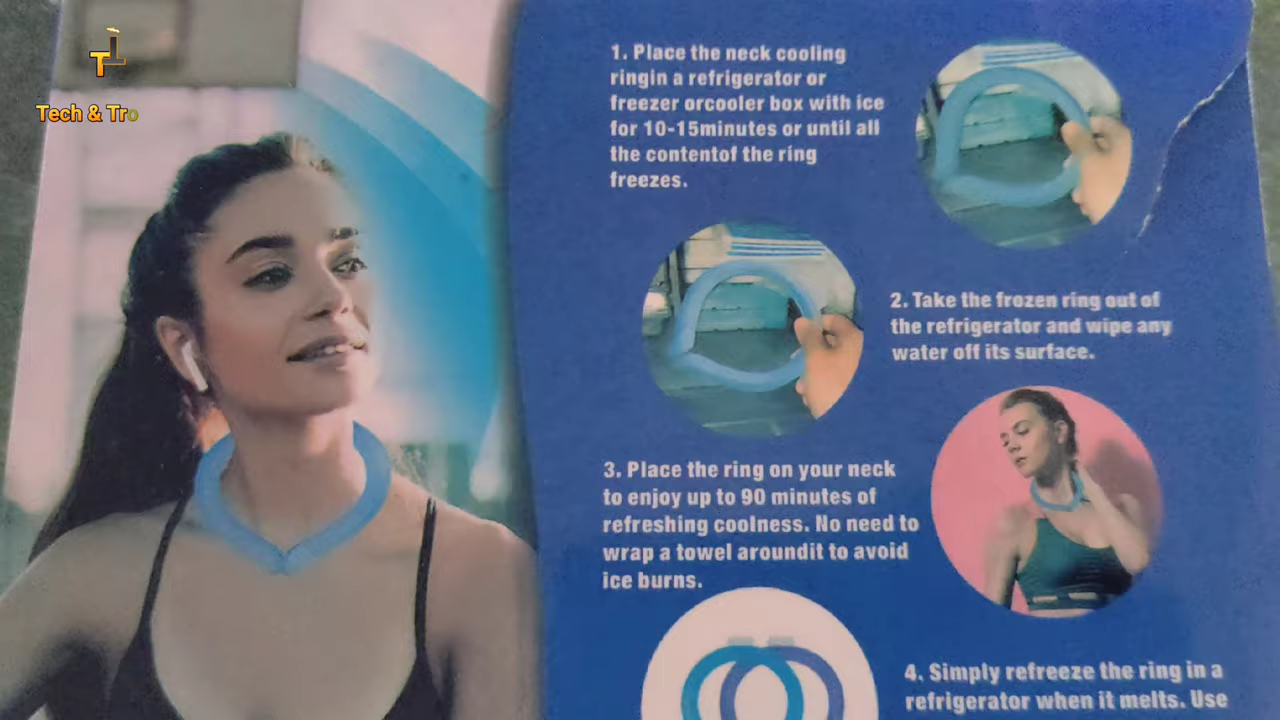 TL
Tech & Tro
1. Place the neck cooling
ringin a refrigerator or
freezer orcooler box with ice
for 10-15minutes or until all
the contentof the ring
freezes.
2. Take the frozen ring out of
the refrigerator and wipe any
water off its surface.
3. Place the ring on your neck
to enjoy up to 90 minutes of
refreshing coolness. No need to
wrap a towel aroundit to avoid
ice burns.
4. Simply refreeze the ring in a
refrigerator when it melts. Use